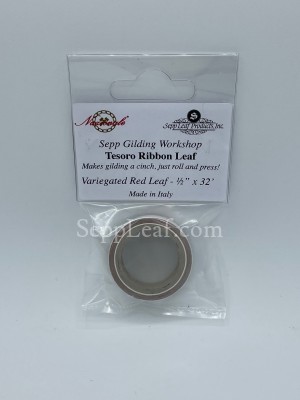 Nazionale
Sepp Leaf Products, Inc.
Sepp Gilding Workshop
Tesoro Ribbon Leaf
Makes gilding a cinch, just roll and press!
Variegated Red Leaf - ½" x 32'
Made in Italy
SeppLeaf.com